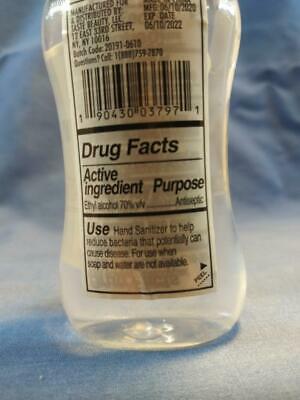 MANUFACTURED FOR
& DISTRIBUTED BY:
TASTE BEAUTY, LLC.
17 EAST 33RD STREET,
NY, NY 10016
Batch Code: 20191-0610
Questions? Call: 1(888)759-2870
MFG: 06/10/2020
EXP DATE
06/10/2022
1 90430 03797 1
Drug Facts
Active
ingredient Purpose
Ethyl alcohol 70% v/v Antiseptic
Use Hand Sanitizer to help
reduce bacteria that potentially can
cause disease. For use when
soap and water are not available.
PEEL